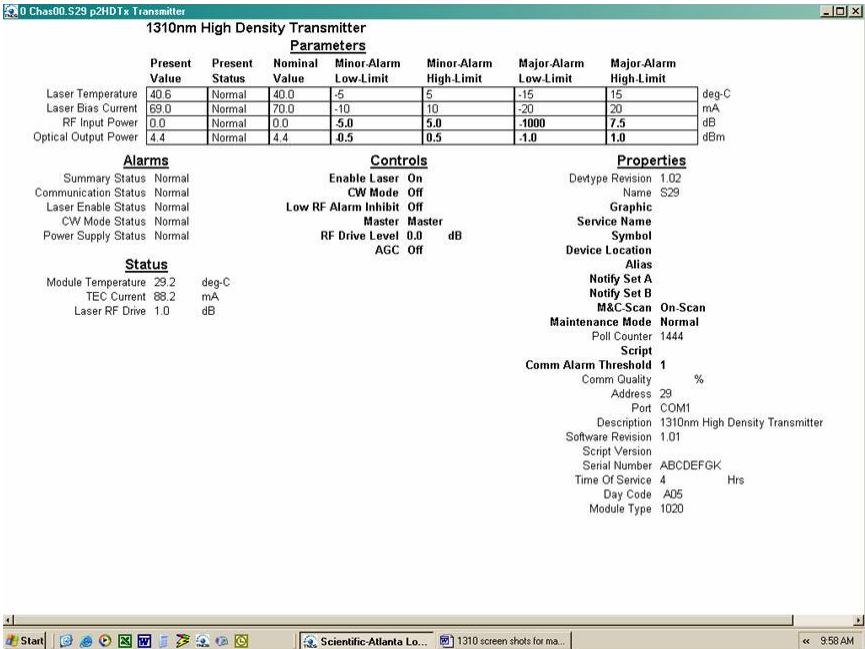 0 Chas00.S29 p2HDTx Transmitter
1310nm High Density Transmitter
Parameters
Present Value Present Status Nominal Value Minor-Alarm Low-Limit Minor-Alarm High-Limit Major-Alarm Low-Limit Major-Alarm High-Limit
Laser Temperature 40.6 Normal 40.0 -5 5 -15 15 deg-C
Laser Bias Current 69.0 Normal 70.0 -10 10 -20 20 mA
RF Input Power 0.0 Normal 0.0 -5.0 5.0 -1000 7.5 dB
Optical Output Power 4.4 Normal 4.4 -0.5 0.5 -1.0 1.0 dBm
Alarms
Summary Status Normal
Communication Status Normal
Laser Enable Status Normal
CW Mode Status Normal
Power Supply Status Normal
Status
Module Temperature 29.2 deg-C
TEC Current 88.2 mA
Laser RF Drive 1.0 dB
Controls
Enable Laser On
CW Mode Off
Low RF Alarm Inhibit Off
Master Master
RF Drive Level 0.0 dB
AGC Off
Properties
Devtype Revision 1.02
Name S29
Graphic
Service Name
Symbol
Device Location
Alias
Notify Set A
Notify Set B
M&C-Scan On-Scan
Maintenance Mode Normal
Poll Counter 1444
Script
Comm Alarm Threshold 1
Comm Quality %
Address 29
Port COM1
Description 1310nm High Density Transmitter
Software Revision 1.01
Script Version
Serial Number ABCDEFGK
Time Of Service 4 Hrs
Day Code A05
Module Type 1020
Start
Scientific-Atlanta Lo...
1310 screen shots for ma...
9:58 AM